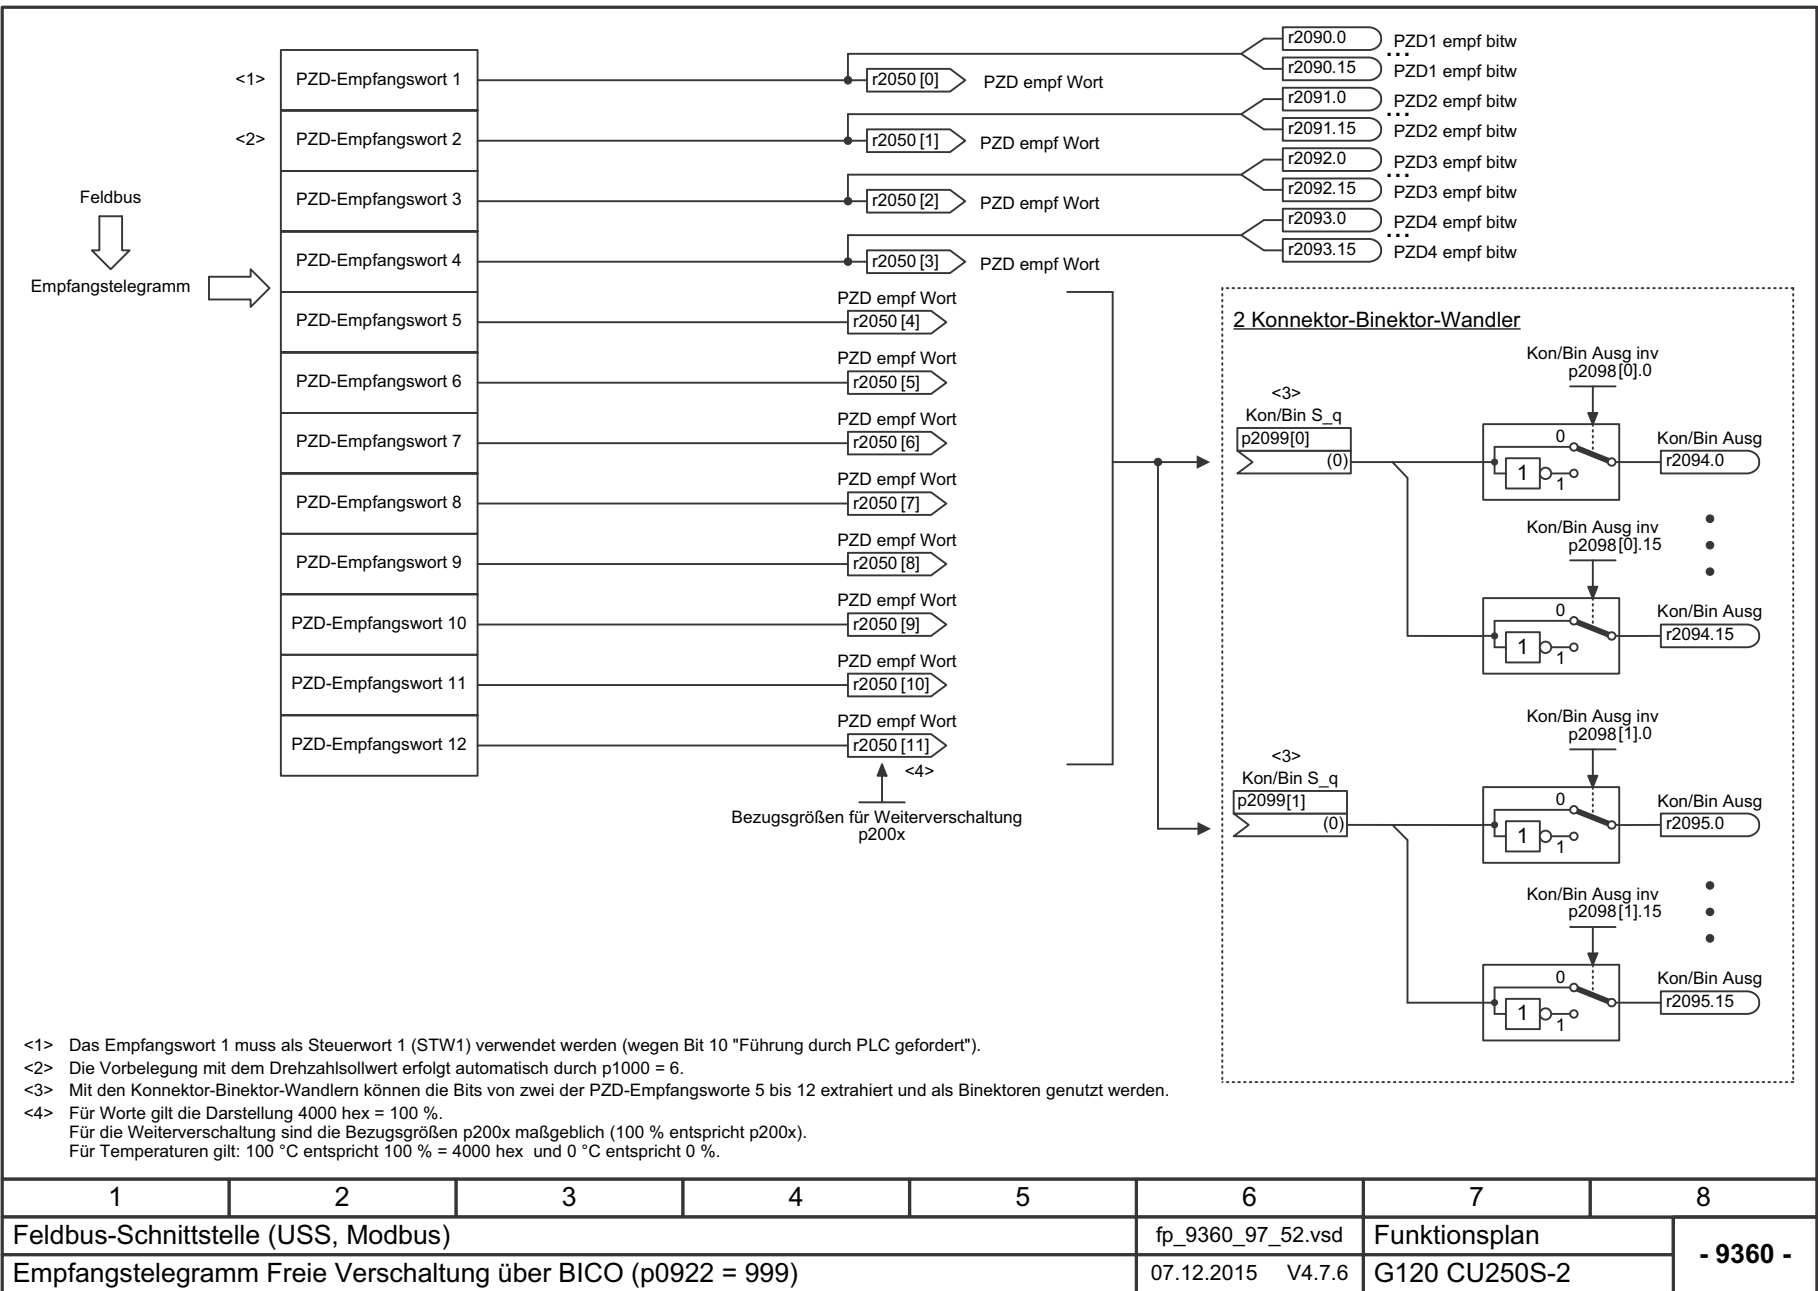 <1> PZD-Empfangswort 1
r2050 [0] PZD empf Wort
r2090.0 PZD1 empf bitw
...
r2090.15 PZD1 empf bitw
<2> PZD-Empfangswort 2
r2050 [1] PZD empf Wort
r2091.0 PZD2 empf bitw
...
r2091.15 PZD2 empf bitw
PZD-Empfangswort 3
r2050 [2] PZD empf Wort
r2092.0 PZD3 empf bitw
...
r2092.15 PZD3 empf bitw
PZD-Empfangswort 4
r2050 [3] PZD empf Wort
r2093.0 PZD4 empf bitw
...
r2093.15 PZD4 empf bitw
Feldbus
Empfangstelegramm
PZD-Empfangswort 5
PZD empf Wort
r2050 [4]
PZD-Empfangswort 6
PZD empf Wort
r2050 [5]
PZD-Empfangswort 7
PZD empf Wort
r2050 [6]
PZD-Empfangswort 8
PZD empf Wort
r2050 [7]
PZD-Empfangswort 9
PZD empf Wort
r2050 [8]
PZD-Empfangswort 10
PZD empf Wort
r2050 [9]
PZD-Empfangswort 11
PZD empf Wort
r2050 [10]
PZD-Empfangswort 12
PZD empf Wort
r2050 [11]
<4>
Bezugsgrößen für Weiterverschaltung
p200x
2 Konnektor-Binektor-Wandler
<3>
Kon/Bin S_q
p2099[0]
(0)
Kon/Bin Ausg inv
p2098[0].0
0
1
1
Kon/Bin Ausg
r2094.0
Kon/Bin Ausg inv
p2098[0].15
0
1
1
Kon/Bin Ausg
r2094.15
<3>
Kon/Bin S_q
p2099[1]
(0)
Kon/Bin Ausg inv
p2098[1].0
0
1
1
Kon/Bin Ausg
r2095.0
Kon/Bin Ausg inv
p2098[1].15
0
1
1
Kon/Bin Ausg
r2095.15
<1> Das Empfangswort 1 muss als Steuerwort 1 (STW1) verwendet werden (wegen Bit 10 "Führung durch PLC gefordert").
<2> Die Vorbelegung mit dem Drehzahlsollwert erfolgt automatisch durch p1000 = 6.
<3> Mit den Konnektor-Binektor-Wandlern können die Bits von zwei der PZD-Empfangsworte 5 bis 12 extrahiert und als Binektoren genutzt werden.
<4> Für Worte gilt die Darstellung 4000 hex = 100 %.
Für die Weiterverschaltung sind die Bezugsgrößen p200x maßgeblich (100 % entspricht p200x).
Für Temperaturen gilt: 100 °C entspricht 100 % = 4000 hex und 0 °C entspricht 0 %.
1 2 3 4 5 6 7 8
Feldbus-Schnittstelle (USS, Modbus) fp_9360_97_52.vsd Funktionsplan
- 9360 -
Empfangstelegramm Freie Verschaltung über BICO (p0922 = 999) 07.12.2015 V4.7.6 G120 CU250S-2